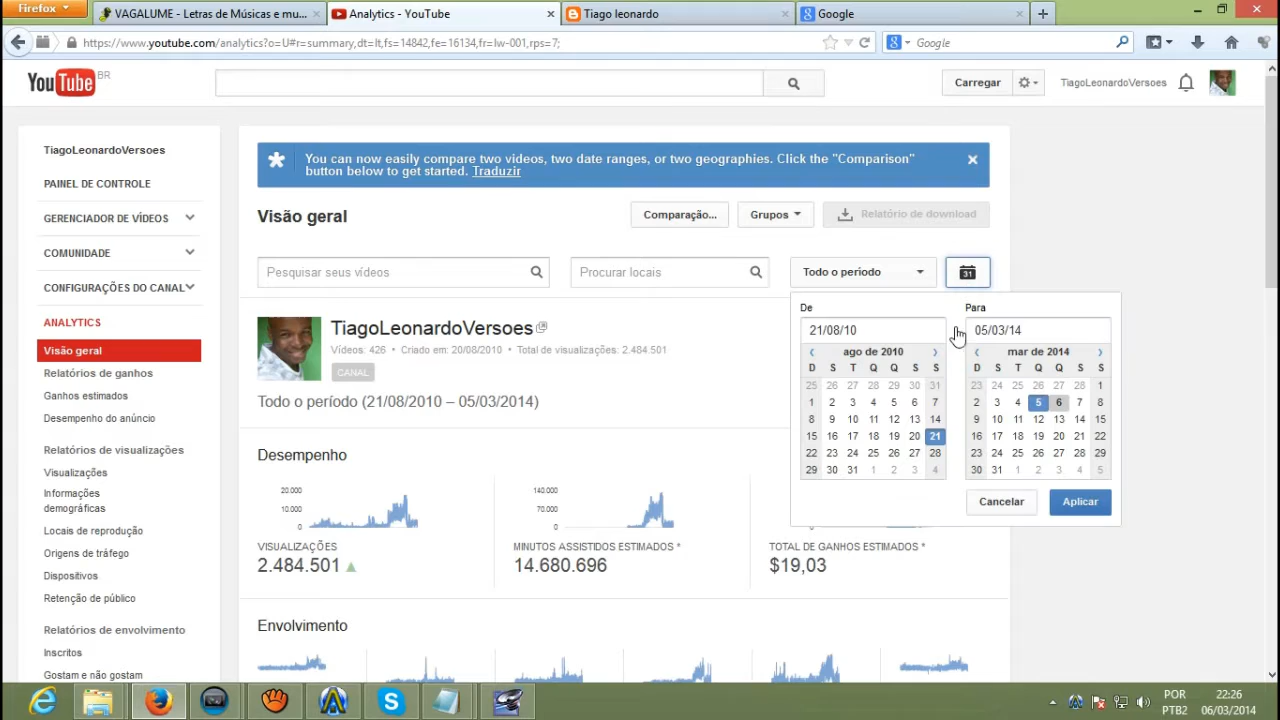 Firefox
VAGALUME - Letras de Músicas e mu...
Analytics - YouTube
Tiago leonardo
Google
https://www.youtube.com/analytics?o=U#r=summary,dt=lt,fs=14842,fe=16134,fr=lw-001,rps=7;
Google
YouTube BR
Carregar
TiagoLeonardoVersoes
TiagoLeonardoVersoes
PAINEL DE CONTROLE
GERENCIADOR DE VÍDEOS
COMUNIDADE
CONFIGURAÇÕES DO CANAL
ANALYTICS
Visão geral
Relatórios de ganhos
Ganhos estimados
Desempenho do anúncio
Relatórios de visualizações
Visualizações
Informações
demográficas
Locais de reprodução
Origens de tráfego
Dispositivos
Retenção de público
Relatórios de envolvimento
Inscritos
Gostam e não gostam
You can now easily compare two videos, two date ranges, or two geographies. Click the "Comparison"
button below to get started. Traduzir
Visão geral
Comparação...
Grupos
Relatório de download
Pesquisar seus vídeos
Procurar locais
Todo o período
31
TiagoLeonardoVersoes
Vídeos: 426 • Criado em: 20/08/2010 • Total de visualizações: 2.484.501
CANAL
Todo o período (21/08/2010 – 05/03/2014)
De
21/08/10
ago de 2010
D S T Q Q S S
25 26 27 28 29 30 31
1 2 3 4 5 6 7
8 9 10 11 12 13 14
15 16 17 18 19 20 21
22 23 24 25 26 27 28
29 30 31 1 2 3 4
Para
05/03/14
mar de 2014
D S T Q Q S S
23 24 25 26 27 28 1
2 3 4 5 6 7 8
9 10 11 12 13 14 15
16 17 18 19 20 21 22
23 24 25 26 27 28 29
30 31 1 2 3 4 5
Cancelar
Aplicar
Desempenho
20.000
10.000
0
VISUALIZAÇÕES
2.484.501
140.000
70.000
0
MINUTOS ASSISTIDOS ESTIMADOS *
14.680.696
TOTAL DE GANHOS ESTIMADOS *
$19,03
Envolvimento
POR
PTB2
22:26
06/03/2014